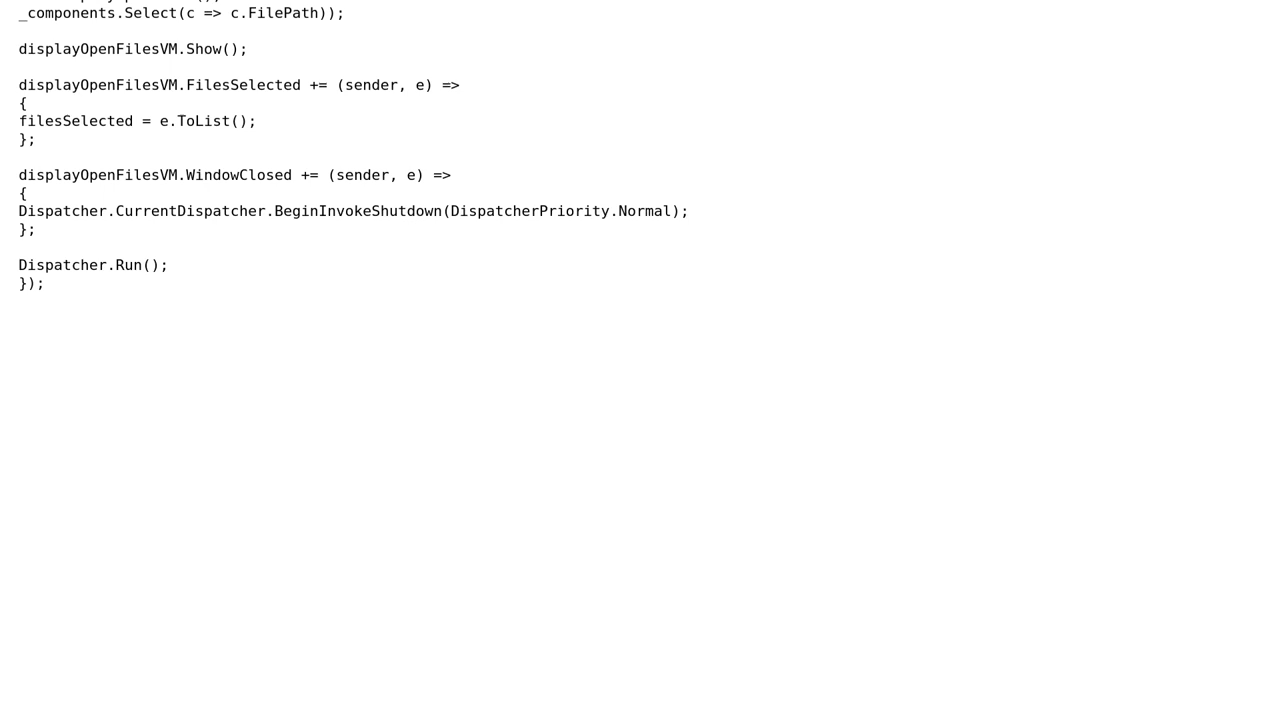 _components.Select(c => c.FilePath));
displayOpenFilesVM.Show();
displayOpenFilesVM.FilesSelected += (sender, e) =>
{
filesSelected = e.ToList();
};
displayOpenFilesVM.WindowClosed += (sender, e) =>
{
Dispatcher.CurrentDispatcher.BeginInvokeShutdown(DispatcherPriority.Normal);
};
Dispatcher.Run();
});